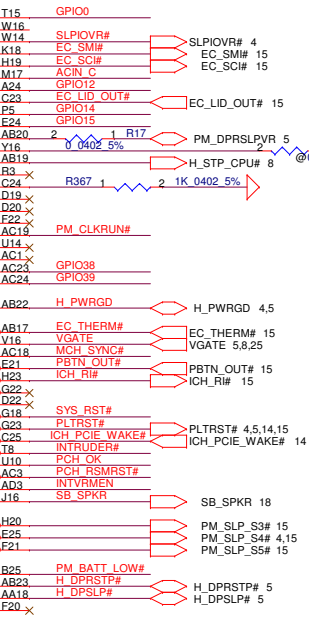 T15 GPIO0
W16
W14 SLPIOVR# SLPIOVR# 4
K18 EC_SMI# EC_SMI# 15
H19 EC_SCI# EC_SCI# 15
M17 ACIN_C
A24 GPIO12
C23 EC_LID_OUT# EC_LID_OUT# 15
P5 GPIO14
E24 GPIO15
AB20 2 1 R17 PM_DPRSLPVR 5
0_0402_5%
Y16 2
AB19 H_STP_CPU# 8
R3
C24 R367 1 2 1K_0402_5%
D19
D20
F22
AC19 PM_CLKRUN#
U14
AC1
AC23 GPIO38
AC24 GPIO39
AB22 H_PWRGD H_PWRGD 4,5
AB17 EC_THERM# EC_THERM# 15
V16 VGATE VGATE 5,8,25
AC18 MCH_SYNC#
E21 PBTN_OUT# PBTN_OUT# 15
H23 ICH_RI# ICH_RI# 15
G22
D22
G18 SYS_RST#
G23 PLTRST# PLTRST# 4,5,14,15
C25 ICH_PCIE_WAKE# ICH_PCIE_WAKE# 14
T8 INTRUDER#
U10 PCH_OK
AC3 PCH_RSMRST#
AD3 INTVRMEN
J16 SB_SPKR SB_SPKR 18
H20 PM_SLP_S3# 15
E25 PM_SLP_S4# 4,15
F21 PM_SLP_S5# 15
B25 PM_BATT_LOW#
AB23 H_DPRSTP# H_DPRSTP# 5
AA18 H_DPSLP# H_DPSLP# 5
F20